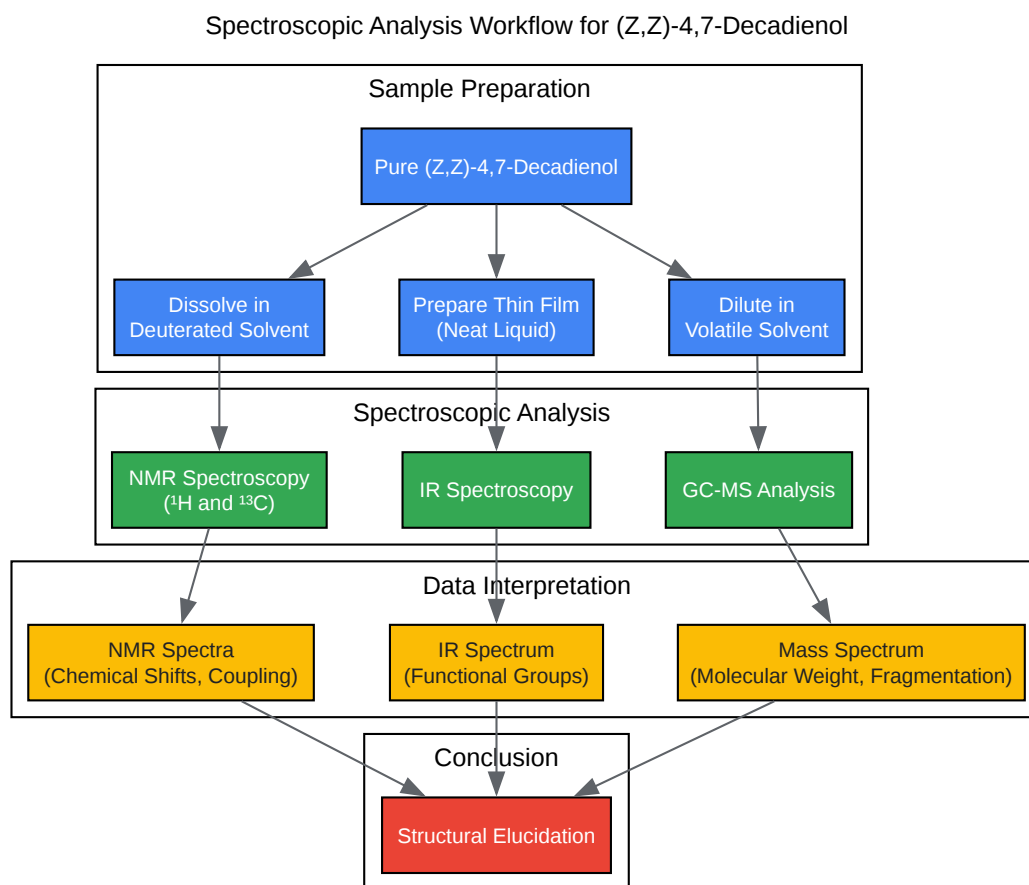 Spectroscopic Analysis Workflow for (Z,Z)-4,7-Decadienol
Sample Preparation
Pure (Z,Z)-4,7-Decadienol
Dissolve in
Deuterated Solvent
Prepare Thin Film
(Neat Liquid)
Dilute in
Volatile Solvent
Spectroscopic Analysis
NMR Spectroscopy
(¹H and ¹³C)
IR Spectroscopy
GC-MS Analysis
Data Interpretation
NMR Spectra
(Chemical Shifts, Coupling)
IR Spectrum
(Functional Groups)
Mass Spectrum
(Molecular Weight, Fragmentation)
Conclusion
Structural Elucidation